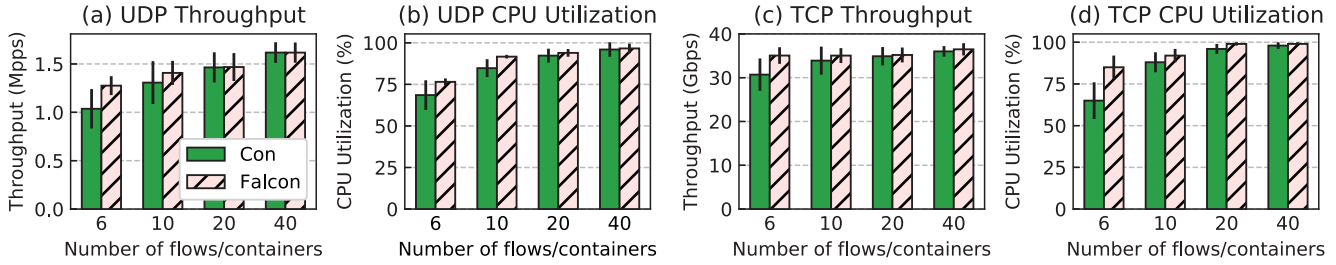 (a) UDP Throughput
Throughput (Mpps)
1.5
1.0
0.5
0.0
Con
Falcon
6 10 20 40
Number of flows/containers
(b) UDP CPU Utilization
CPU Utilization (%)
100
75
50
25
0
6 10 20 40
Number of flows/containers
(c) TCP Throughput
Throughput (Gbps)
40
30
20
10
0
6 10 20 40
Number of flows/containers
(d) TCP CPU Utilization
CPU Utilization (%)
100
75
50
25
0
6 10 20 40
Number of flows/containers